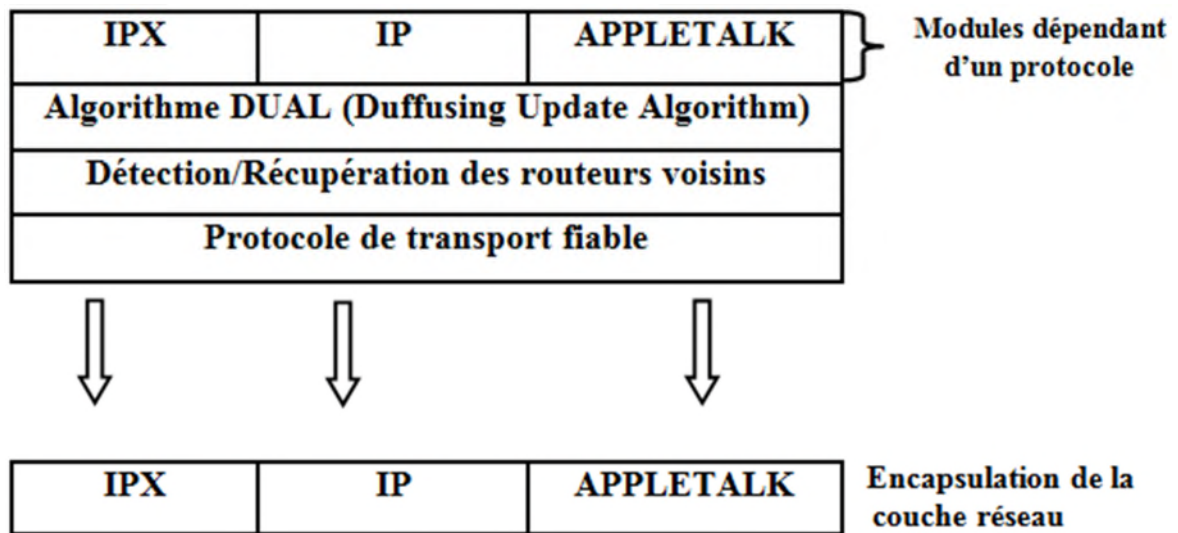 IPX IP APPLETALK
Modules dépendant
d'un protocole
Algorithme DUAL (Duffusing Update Algorithm)
Détection/Récupération des routeurs voisins
Protocole de transport fiable
IPX IP APPLETALK
Encapsulation de la
couche réseau